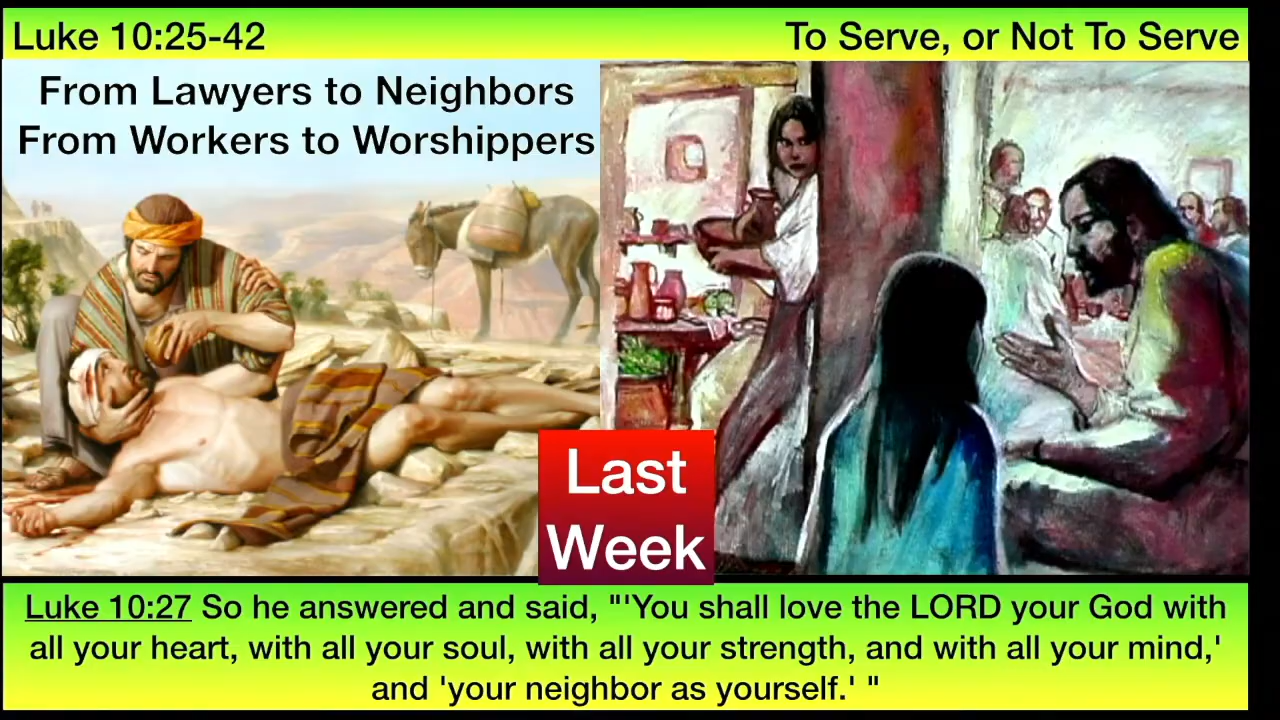 Luke 10:25-42
To Serve, or Not To Serve
From Lawyers to Neighbors
From Workers to Worshippers
Last
Week
Luke 10:27 So he answered and said, "'You shall love the LORD your God with
all your heart, with all your soul, with all your strength, and with all your mind,'
and 'your neighbor as yourself.' "